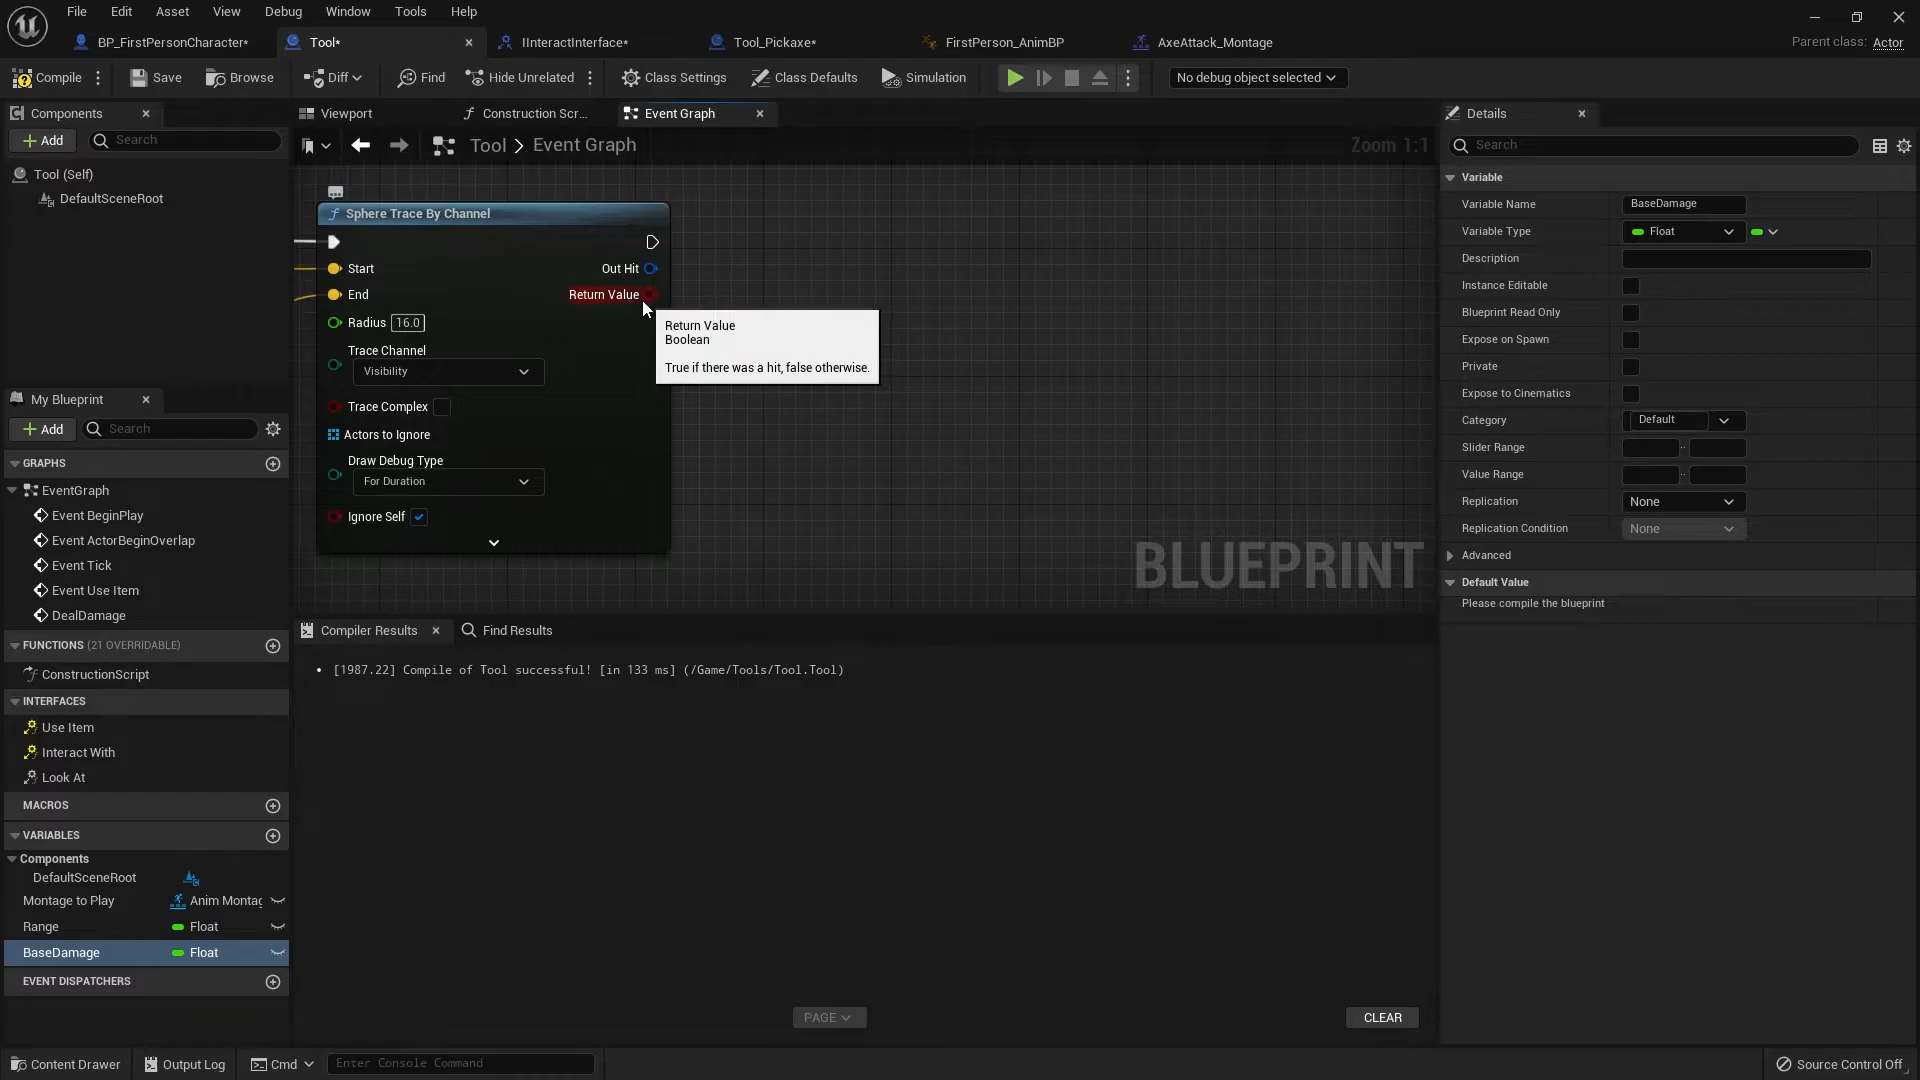 File Edit Asset View Debug Window Tools Help
BP_FirstPersonCharacter* Tool* IInteractInterface* Tool_Pickaxe* FirstPerson_AnimBP AxeAttack_Montage Parent class: Actor
Compile Save Browse Diff Find Hide Unrelated Class Settings Class Defaults Simulation No debug object selected
Components
Add Search
Tool (Self)
DefaultSceneRoot
My Blueprint
Add Search
GRAPHS
EventGraph
Event BeginPlay
Event ActorBeginOverlap
Event Tick
Event Use Item
DealDamage
FUNCTIONS (21 OVERRIDABLE)
ConstructionScript
INTERFACES
Use Item
Interact With
Look At
MACROS
VARIABLES
Components
DefaultSceneRoot
Montage to Play Anim Montag
Range Float
BaseDamage Float
EVENT DISPATCHERS
Viewport Construction Scr... Event Graph
Tool > Event Graph Zoom 1:1
Sphere Trace By Channel
Start Out Hit
End Return Value
Radius 16.0
Trace Channel
Visibility
Trace Complex
Actors to Ignore
Draw Debug Type
For Duration
Ignore Self
Return Value
Boolean
True if there was a hit, false otherwise.
BLUEPRINT
Compiler Results Find Results
• [1987.22] Compile of Tool successful! [in 133 ms] (/Game/Tools/Tool.Tool)
PAGE CLEAR
Details
Search
Variable
Variable Name BaseDamage
Variable Type Float
Description
Instance Editable
Blueprint Read Only
Expose on Spawn
Private
Expose to Cinematics
Category Default
Slider Range ..
Value Range ..
Replication None
Replication Condition None
Advanced
Default Value
Please compile the blueprint
Content Drawer Output Log Cmd Enter Console Command Source Control Off